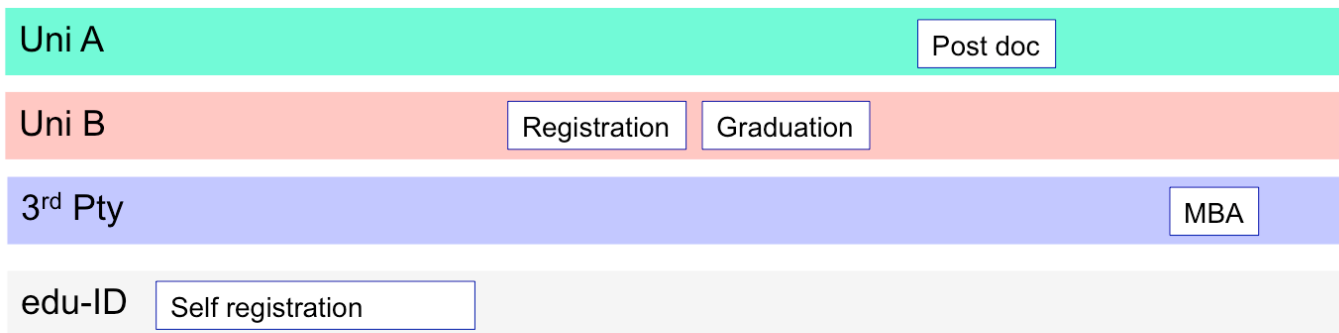 Uni A
Post doc
Uni B
Registration
Graduation
3rd Pty
MBA
edu-ID
Self registration